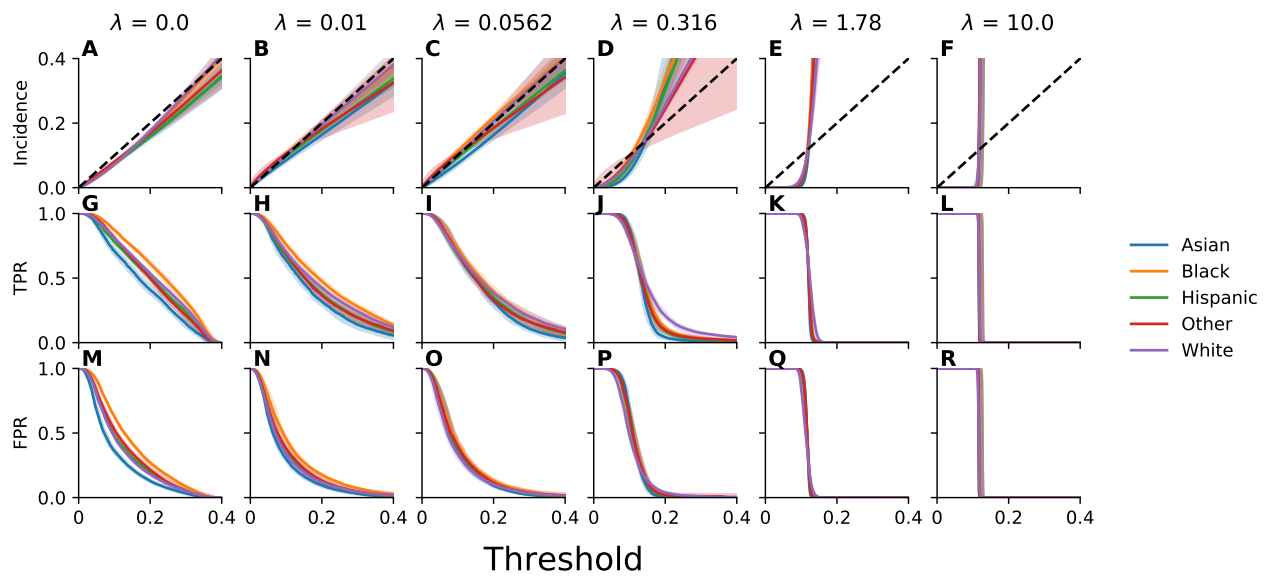 λ = 0.0 λ = 0.01 λ = 0.0562 λ = 0.316 λ = 1.78 λ = 10.0
A B C D E F
Incidence
0.4
0.2
0.0
G H I J K L
TPR
1.0
0.5
0.0
M N O P Q R
FPR
1.0
0.5
0.0
0 0.2 0.4 0 0.2 0.4 0 0.2 0.4 0 0.2 0.4 0 0.2 0.4 0 0.2 0.4
Threshold
Asian
Black
Hispanic
Other
White